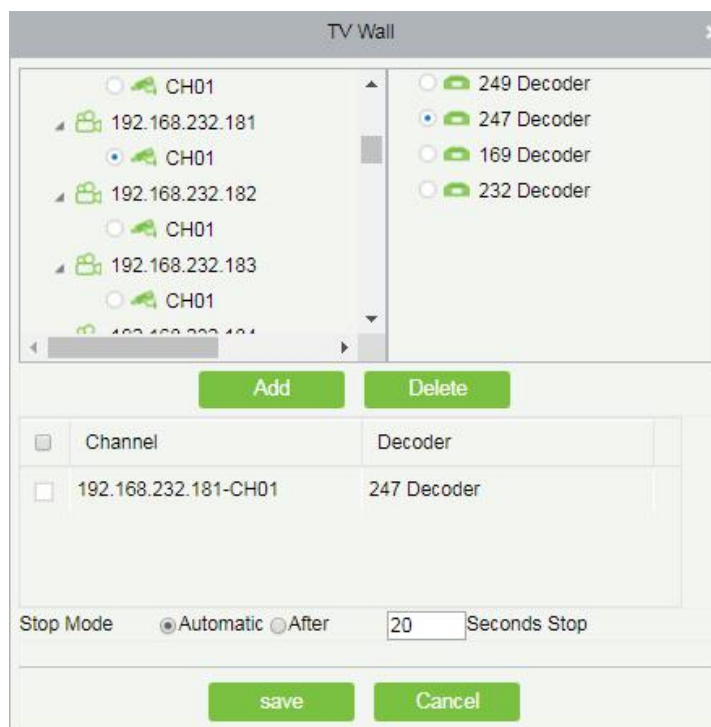 TV Wall
CH01
192.168.232.181
CH01
192.168.232.182
CH01
192.168.232.183
CH01
249 Decoder
247 Decoder
169 Decoder
232 Decoder
Add Delete
Channel Decoder
192.168.232.181-CH01 247 Decoder
Stop Mode Automatic After 20 Seconds Stop
save Cancel